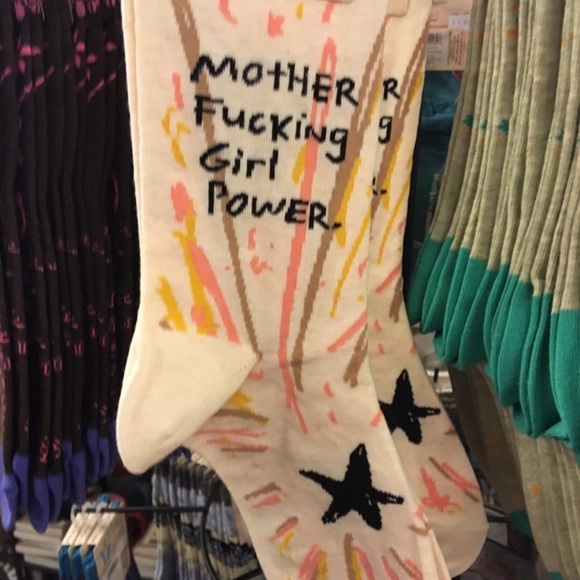 MotHER
Fucking
Girl
POWER.
R
g